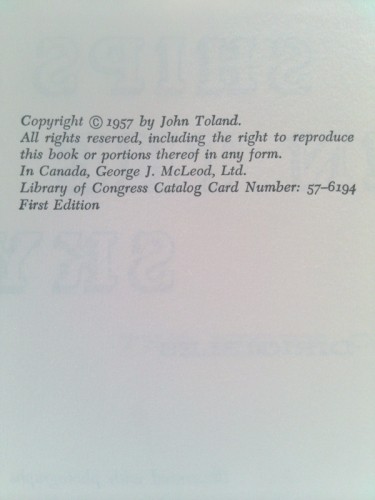 Copyright © 1957 by John Toland.
All rights reserved, including the right to reproduce
this book or portions thereof in any form.
In Canada, George J. McLeod, Ltd.
Library of Congress Catalog Card Number: 57-6194
First Edition